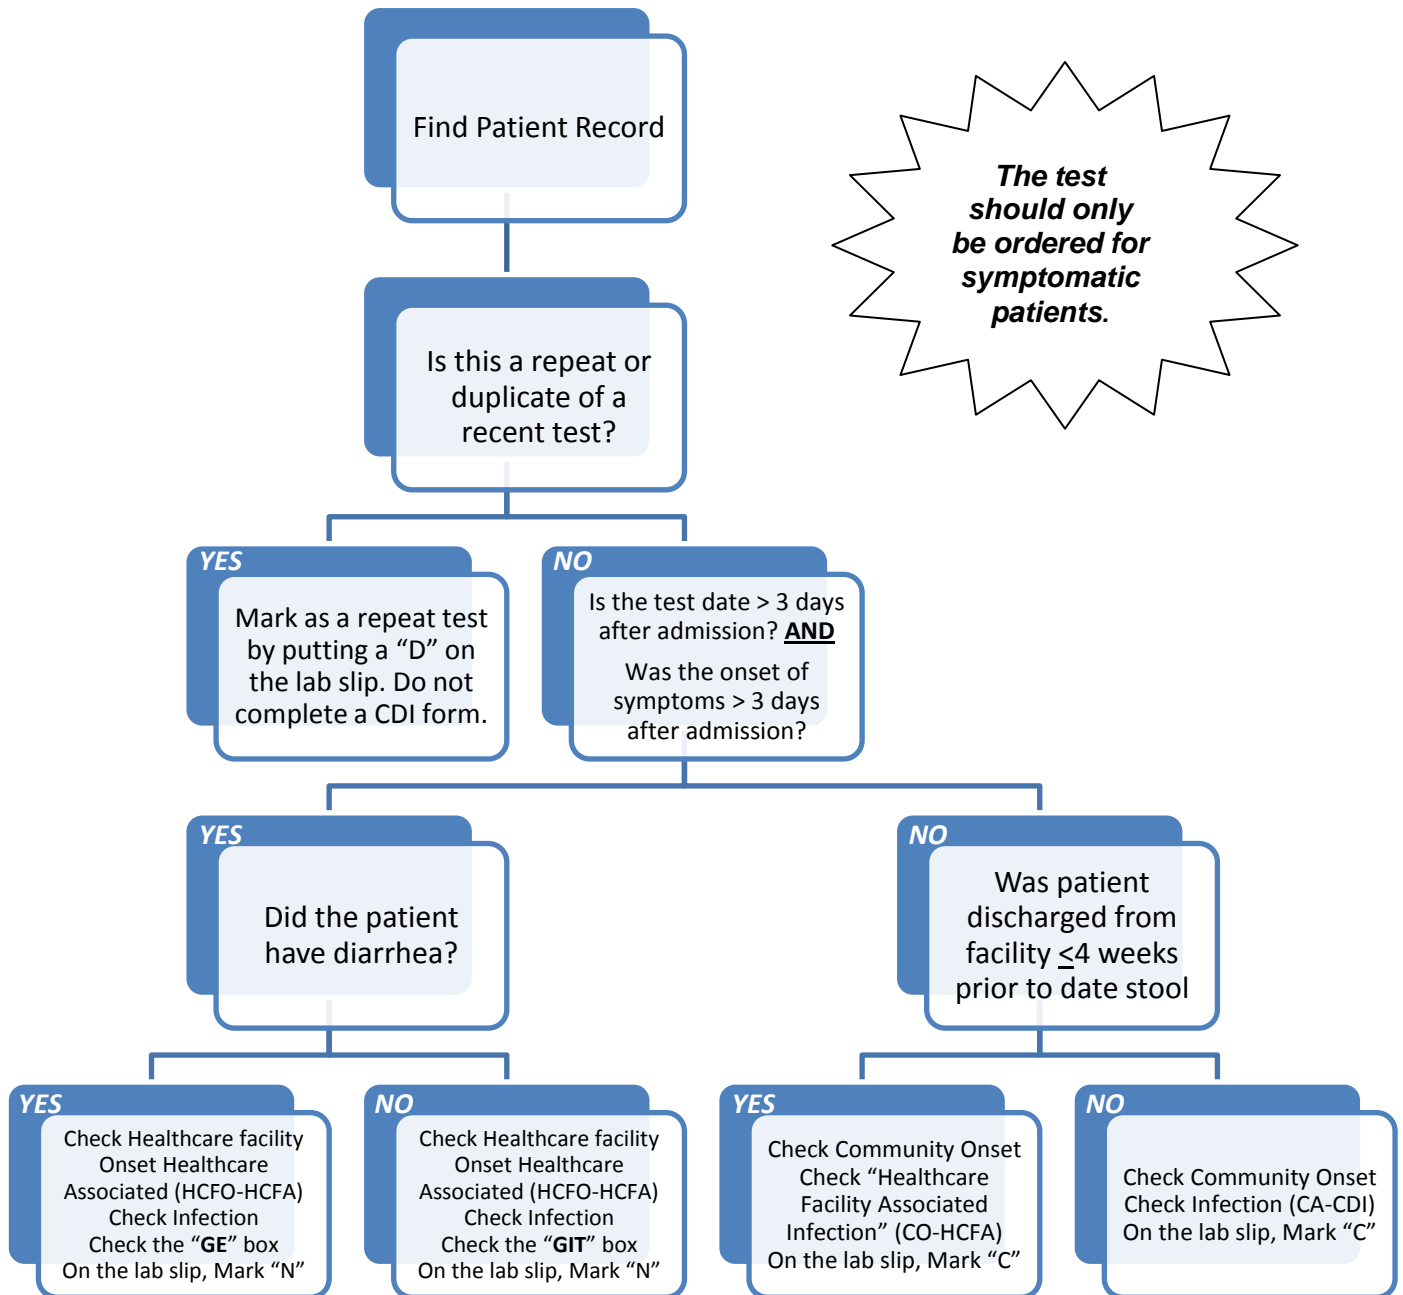 Find Patient Record
The test
should only
be ordered for
symptomatic
patients.
Is this a repeat or
duplicate of a
recent test?
YES
Mark as a repeat test
by putting a “D” on
the lab slip. Do not
complete a CDI form.
NO
Is the test date > 3 days
after admission? AND
Was the onset of
symptoms > 3 days
after admission?
YES
Did the patient
have diarrhea?
NO
Was patient
discharged from
facility <4 weeks
prior to date stool
YES
Check Healthcare facility
Onset Healthcare
Associated (HCFO-HCFA)
Check Infection
Check the “GE” box
On the lab slip, Mark “N”
NO
Check Healthcare facility
Onset Healthcare
Associated (HCFO-HCFA)
Check Infection
Check the “GIT” box
On the lab slip, Mark “N”
YES
Check Community Onset
Check “Healthcare
Facility Associated
Infection” (CO-HCFA)
On the lab slip, Mark “C”
NO
Check Community Onset
Check Infection (CA-CDI)
On the lab slip, Mark “C”